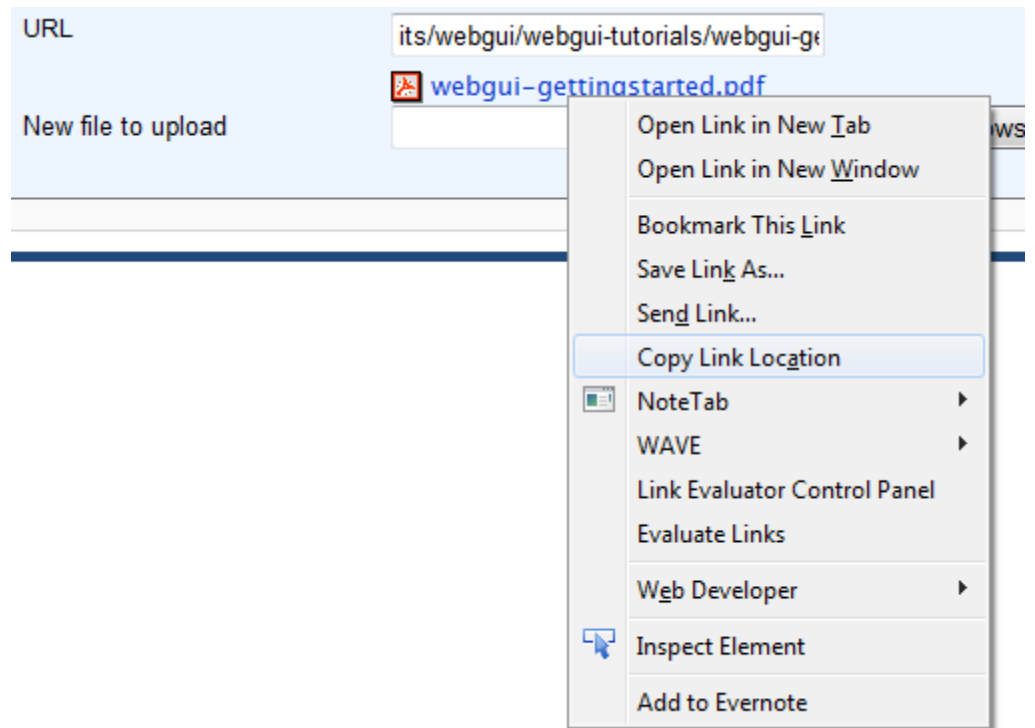 URL
its/webgui/webgui-tutorials/webgui-ge
webgui-gettingstarted.pdf
New file to upload
Open Link in New Tab
Open Link in New Window
Bookmark This Link
Save Link As...
Send Link...
Copy Link Location
NoteTab
WAVE
Link Evaluator Control Panel
Evaluate Links
Web Developer
Inspect Element
Add to Evernote